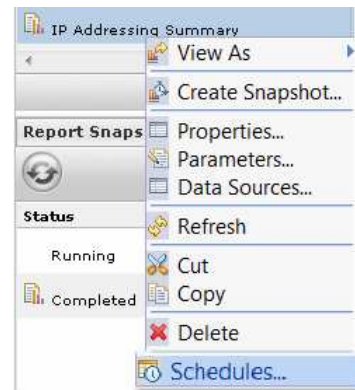 IP Addressing Summary
View As
Create Snapshot...
Report Snaps
Properties...
Parameters...
Data Sources...
Status
Refresh
Running
Cut
Completed
Copy
Delete
Schedules...